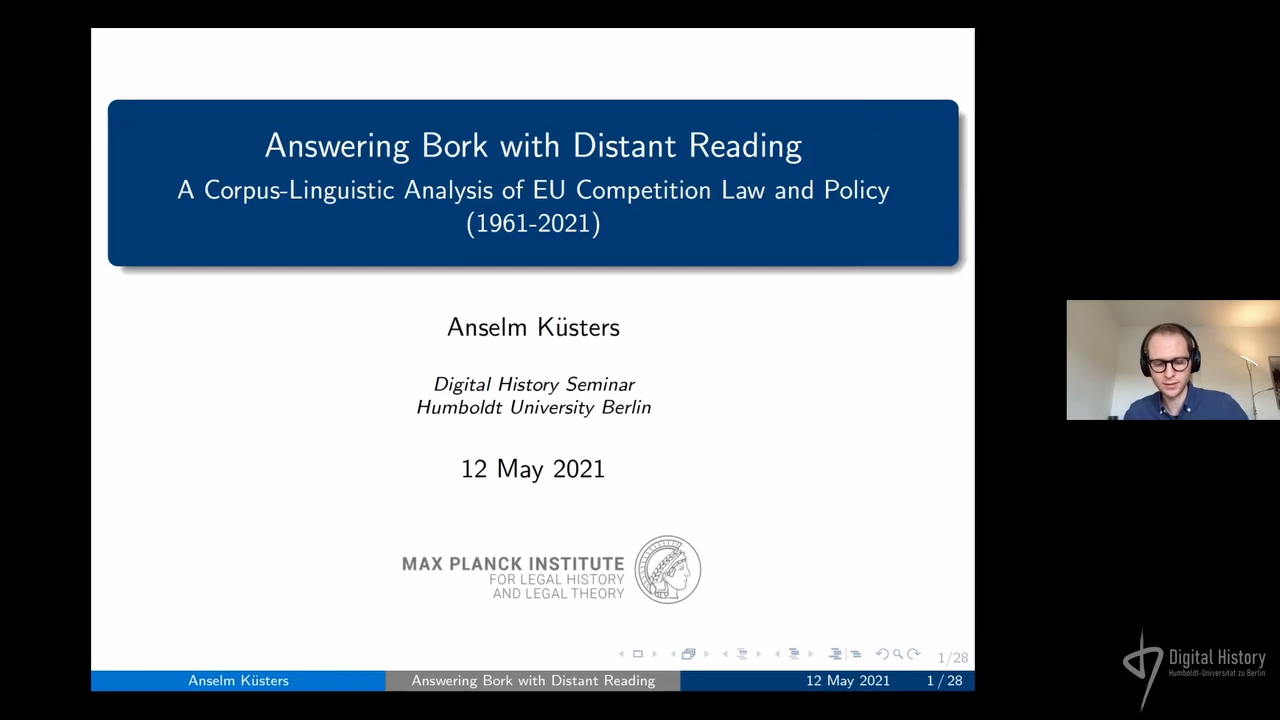 Answering Bork with Distant Reading
A Corpus-Linguistic Analysis of EU Competition Law and Policy
(1961-2021)
Anselm Küsters
Digital History Seminar
Humboldt University Berlin
12 May 2021
MAX PLANCK INSTITUTE
FOR LEGAL HISTORY
AND LEGAL THEORY
1/28
Anselm Küsters
Answering Bork with Distant Reading
12 May 2021
1 / 28
Digital History
Humboldt-Universität zu Berlin